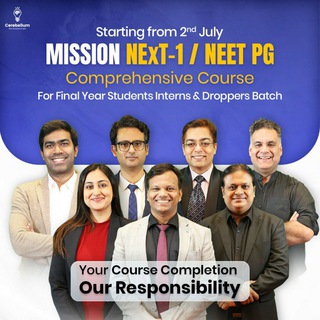 Cerebellum
Starting from 2nd July
MISSION NExT-1 / NEET PG
Comprehensive Course
For Final Year Students Interns & Droppers Batch
Your Course Completion
Our Responsibility